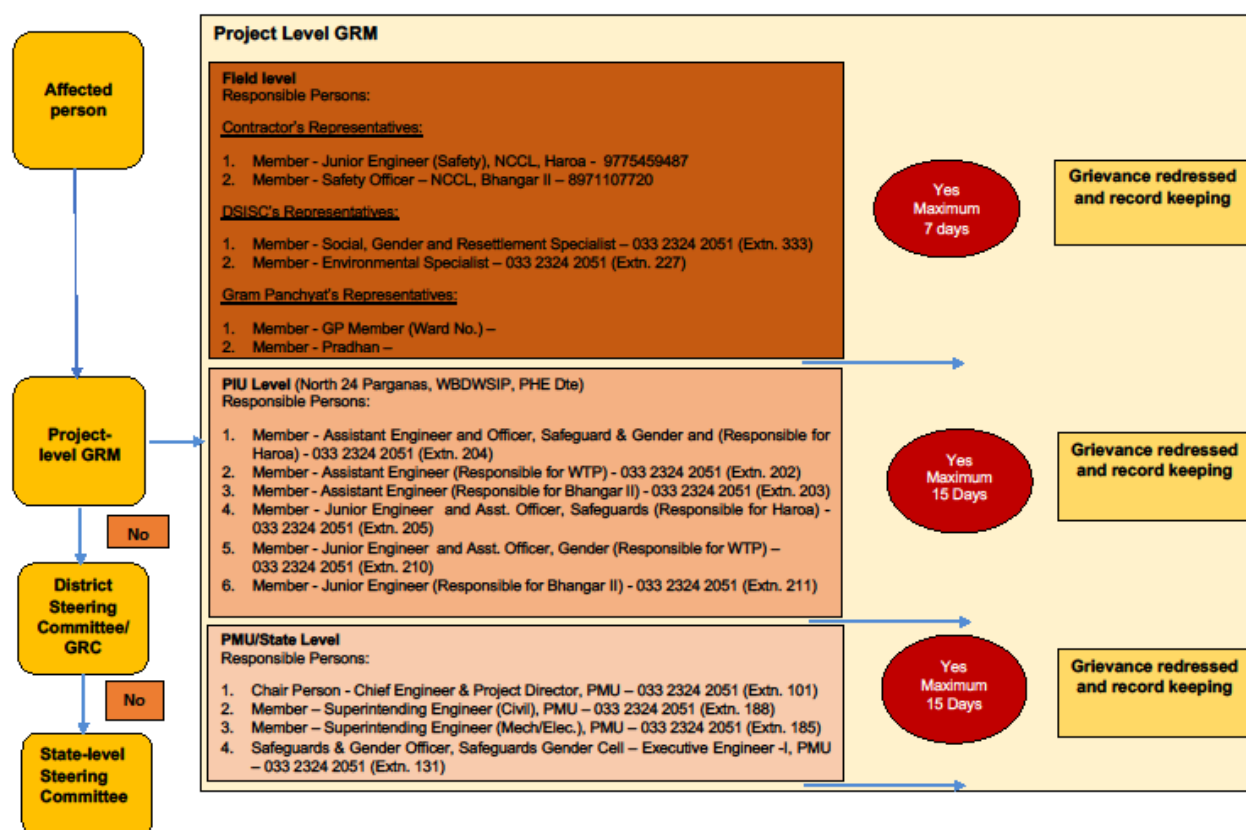 Affected
person
Project-
level GRM
No
District
Steering
Committee/
GRC
No
State-level
Steering
Committee
Project Level GRM
Field level
Responsible Persons:
Contractor's Representatives:
1. Member - Junior Engineer (Safety), NCCL, Haroa - 9775459487
2. Member - Safety Officer – NCCL, Bhangar II – 8971107720
DSISC's Representatives:
1. Member - Social, Gender and Resettlement Specialist – 033 2324 2051 (Extn. 333)
2. Member - Environmental Specialist – 033 2324 2051 (Extn. 227)
Gram Panchyat's Representatives:
1. Member - GP Member (Ward No.) –
2. Member - Pradhan –
Yes
Maximum
7 days
Grievance redressed
and record keeping
PIU Level (North 24 Parganas, WBDWSIP, PHE Dte)
Responsible Persons:
1. Member - Assistant Engineer and Officer, Safeguard & Gender and (Responsible for
Haroa) - 033 2324 2051 (Extn. 204)
2. Member - Assistant Engineer (Responsible for WTP) - 033 2324 2051 (Extn. 202)
3. Member - Assistant Engineer (Responsible for Bhangar II) - 033 2324 2051 (Extn. 203)
4. Member - Junior Engineer and Asst. Officer, Safeguards (Responsible for Haroa) -
033 2324 2051 (Extn. 205)
5. Member - Junior Engineer and Asst. Officer, Gender (Responsible for WTP) –
033 2324 2051 (Extn. 210)
6. Member - Junior Engineer (Responsible for Bhangar II) - 033 2324 2051 (Extn. 211)
Yes
Maximum
15 Days
Grievance redressed
and record keeping
PMU/State Level
Responsible Persons:
1. Chair Person - Chief Engineer & Project Director, PMU – 033 2324 2051 (Extn. 101)
2. Member – Superintending Engineer (Civil), PMU – 033 2324 2051 (Extn. 188)
3. Member – Superintending Engineer (Mech/Elec.), PMU – 033 2324 2051 (Extn. 185)
4. Safeguards & Gender Officer, Safeguards Gender Cell – Executive Engineer -I, PMU
– 033 2324 2051 (Extn. 131)
Yes
Maximum
15 Days
Grievance redressed
and record keeping